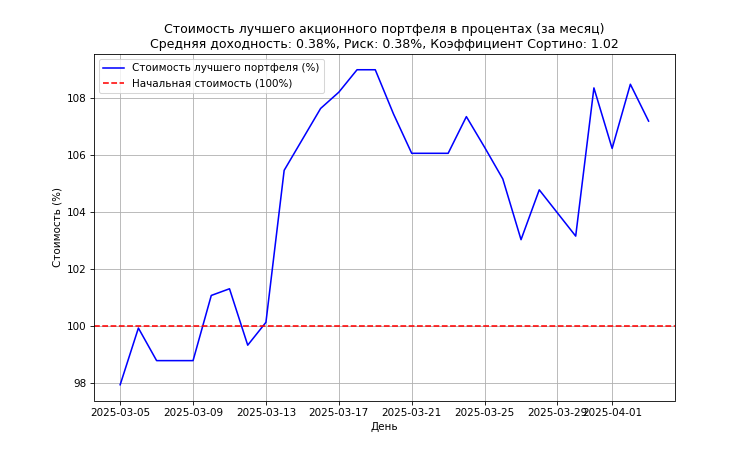 Стоимость лучшего акционного портфеля в процентах (за месяц)
Средняя доходность: 0.38%, Риск: 0.38%, Коэффициент Сортино: 1.02
Стоимость лучшего портфеля (%)
Начальная стоимость (100%)
Стоимость (%)
108
106
104
102
100
98
2025-03-05 2025-03-09 2025-03-13 2025-03-17 2025-03-21 2025-03-25 2025-03-29 2025-04-01
День